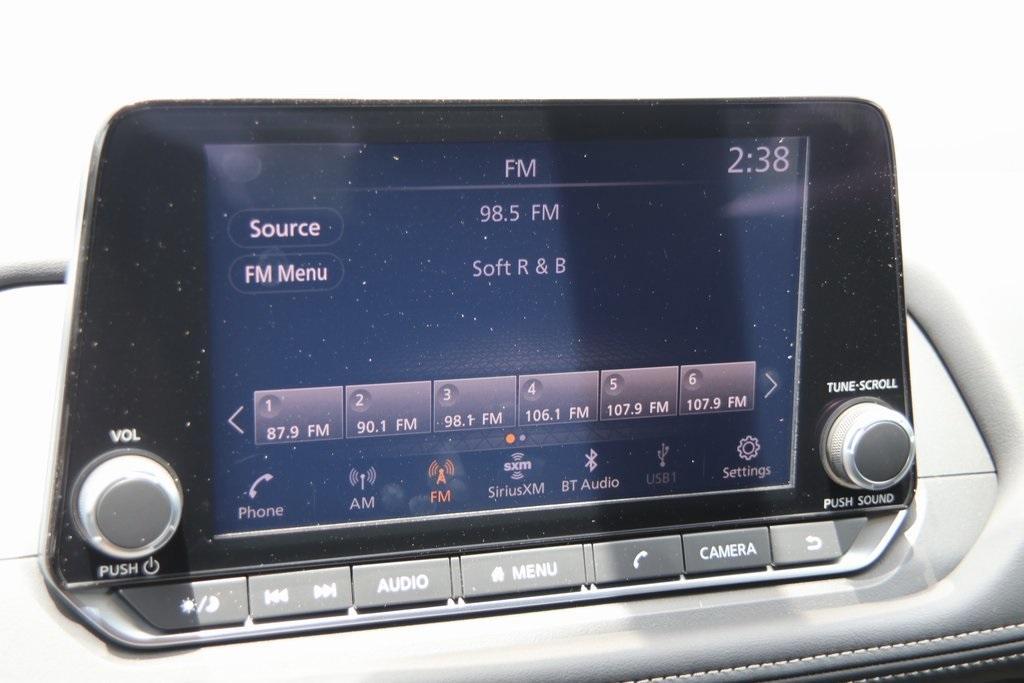 FM
2:38
98.5 FM
Source
Soft R & B
FM Menu
1 2 3 4 5 6
87.9 FM 90.1 FM 98.1 FM 106.1 FM 107.9 FM 107.9 FM
TUNE·SCROLL
VOL
Phone AM FM sxm SiriusXM BT Audio USB1 Settings
PUSH SOUND
PUSH
AUDIO MENU CAMERA